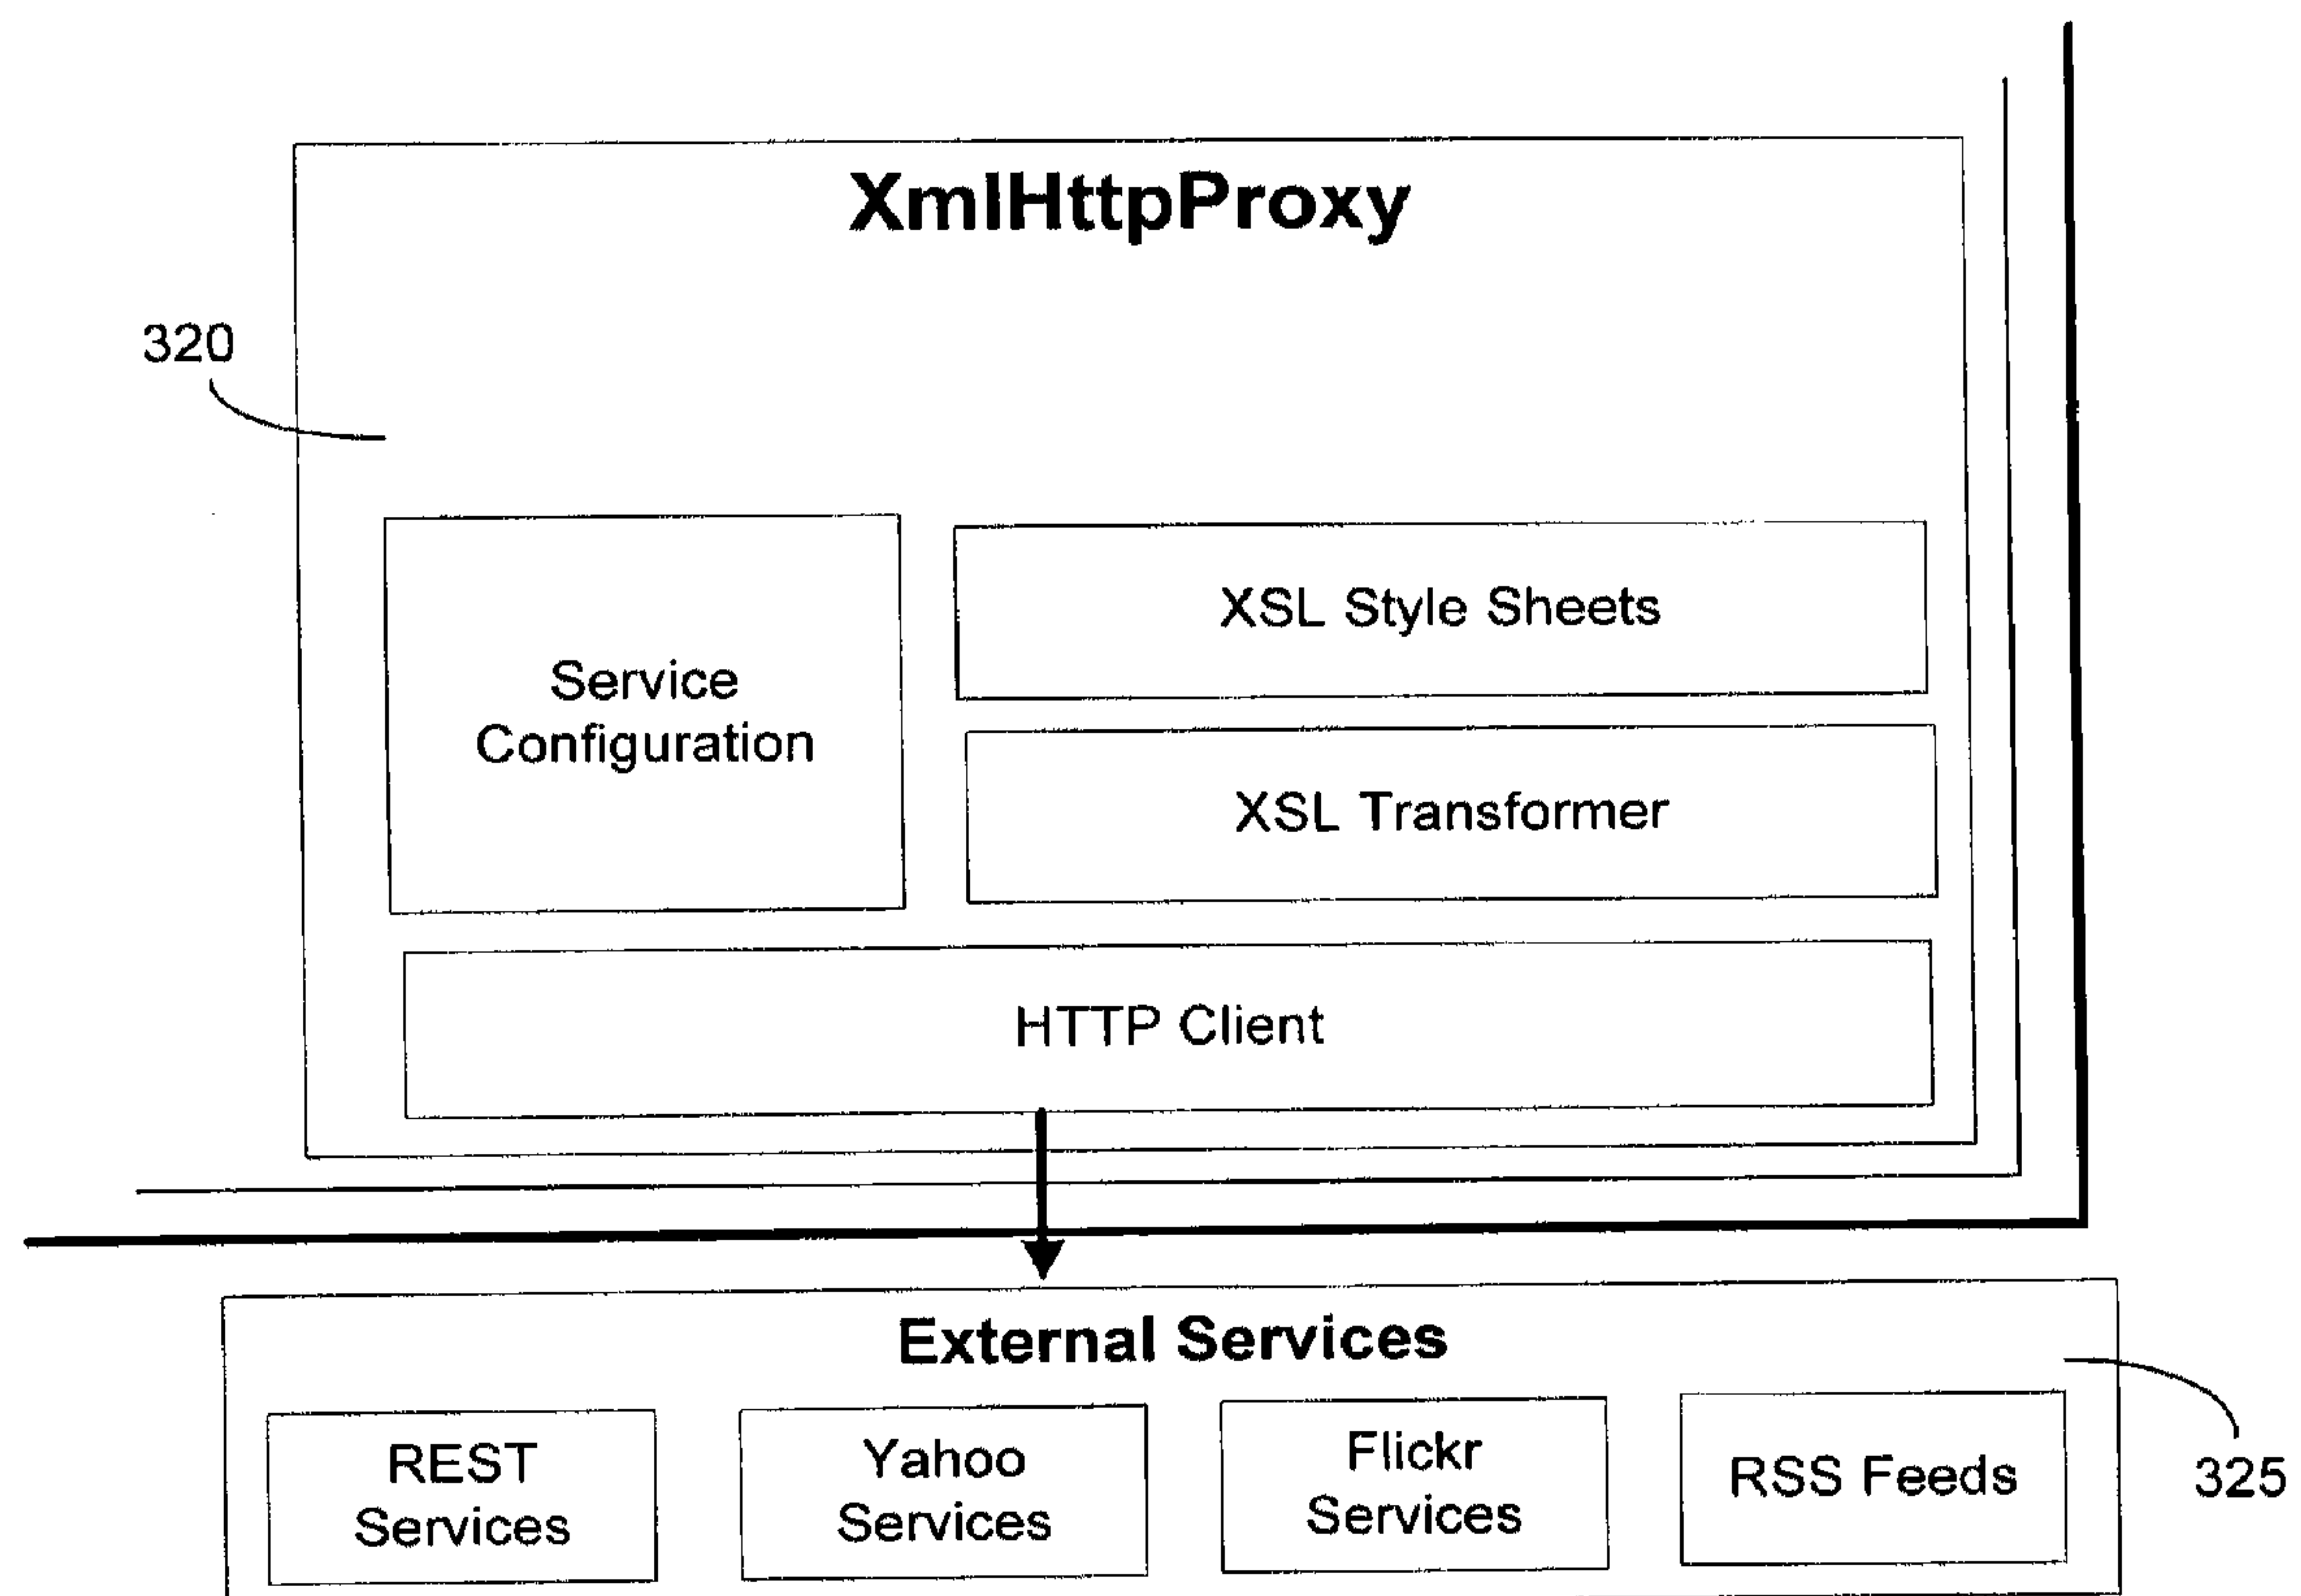 XmlHttpProxy
320
Service
Configuration
XSL Style Sheets
XSL Transformer
HTTP Client
External Services
REST
Services
Yahoo
Services
Flickr
Services
RSS Feeds
325